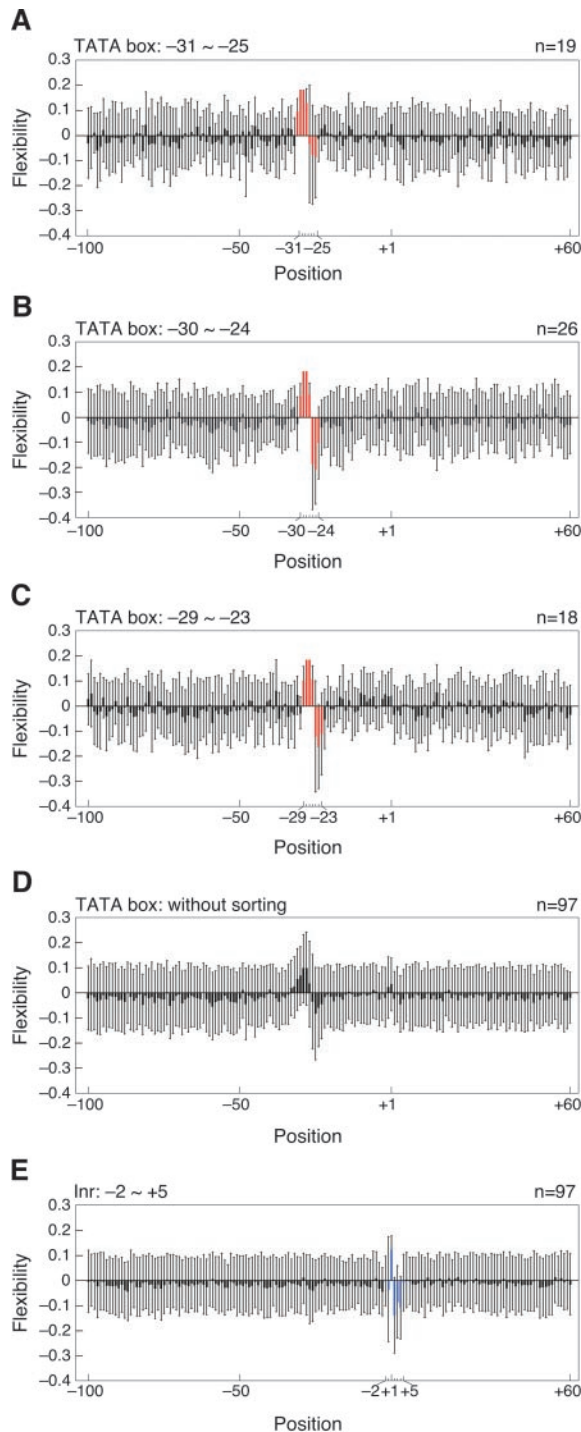 A
TATA box: –31 ~ –25 n=19
0.3
0.2
0.1
0
–0.1
–0.2
–0.3
–0.4
Flexibility
–100 –50 –31 –25 +1 +60
Position
B
TATA box: –30 ~ –24 n=26
0.3
0.2
0.1
0
–0.1
–0.2
–0.3
–0.4
Flexibility
–100 –50 –30 –24 +1 +60
Position
C
TATA box: –29 ~ –23 n=18
0.3
0.2
0.1
0
–0.1
–0.2
–0.3
–0.4
Flexibility
–100 –50 –29 –23 +1 +60
Position
D
TATA box: without sorting n=97
0.3
0.2
0.1
0
–0.1
–0.2
–0.3
–0.4
Flexibility
–100 –50 +1 +60
Position
E
Inr: –2 ~ +5 n=97
0.3
0.2
0.1
0
–0.1
–0.2
–0.3
–0.4
Flexibility
–100 –50 –2 +1 +5 +60
Position